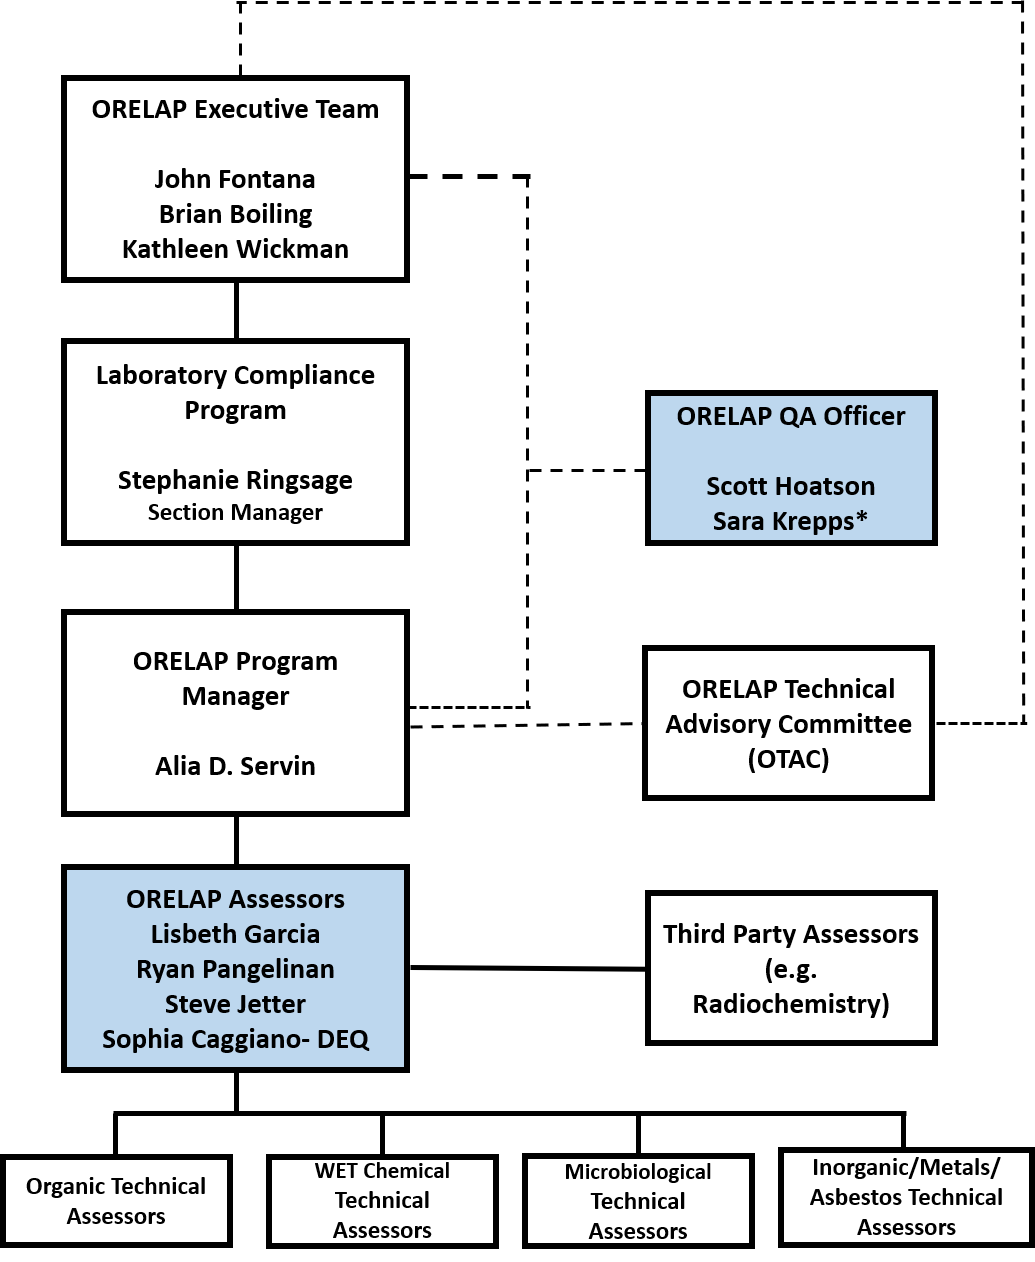 ORELAP Executive Team
John Fontana
Brian Boiling
Kathleen Wickman
Laboratory Compliance
Program
Stephanie Ringsage
Section Manager
ORELAP QA Officer
Scott Hoatson
Sara Krepps*
ORELAP Program
Manager
Alia D. Servin
ORELAP Technical
Advisory Committee
(OTAC)
ORELAP Assessors
Lisbeth Garcia
Ryan Pangelinan
Steve Jetter
Sophia Caggiano- DEQ
Third Party Assessors
(e.g.
Radiochemistry)
Organic Technical
Assessors
WET Chemical
Technical
Assessors
Microbiological
Technical
Assessors
Inorganic/Metals/
Asbestos Technical
Assessors